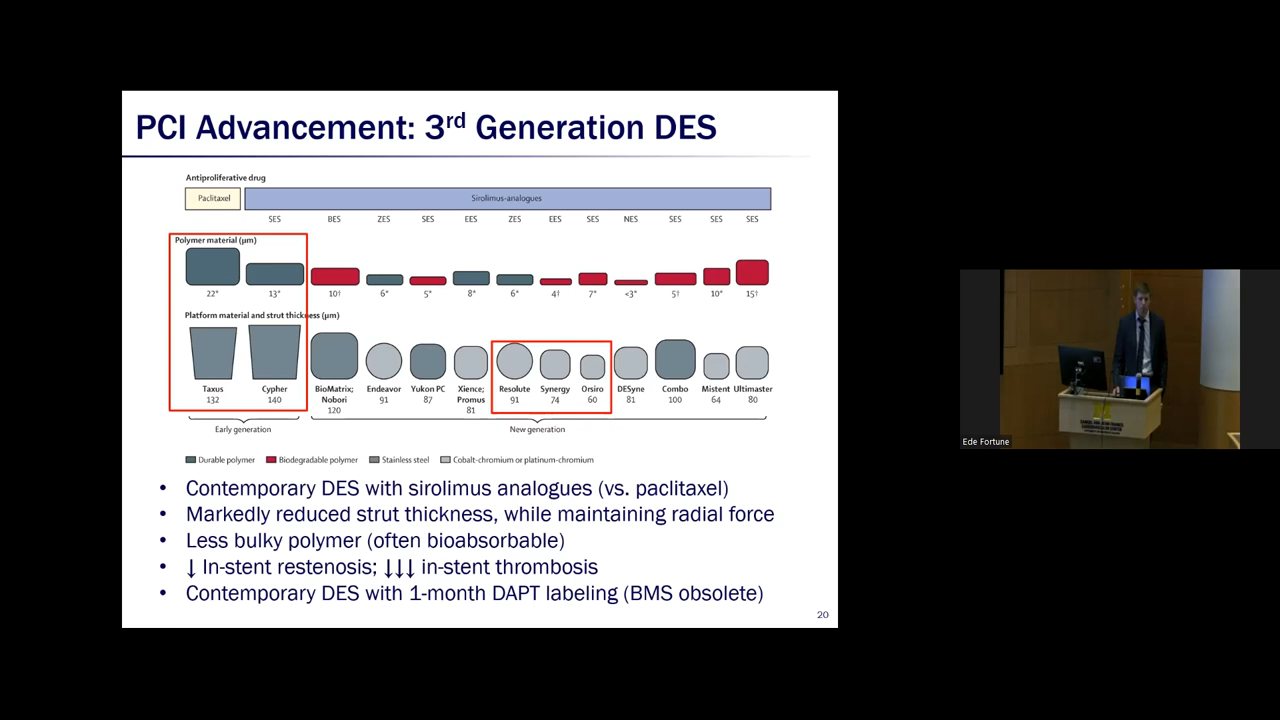 PCI Advancement: 3rd Generation DES
Antiproliferative drug
Paclitaxel Sirolimus-analogues
SES BES ZES SES EES ZES EES SES NES SES SES SES
Polymer material (μm)
22* 13* 10† 6* 5* 8* 6* 4† 7* <3* 5‡ 10* 15‡
Platform material and strut thickness (μm)
Taxus Cypher BioMatrix; Endeavor Yukon PC Xience; Resolute Synergy Orsiro DESyne Combo Mistent Ultimaster
132 140 Nobori 91 87 Promus 91 74 60 81 100 64 80
120 81
Early generation New generation
Durable polymer Biodegradable polymer Stainless steel Cobalt-chromium or platinum-chromium
• Contemporary DES with sirolimus analogues (vs. paclitaxel)
• Markedly reduced strut thickness, while maintaining radial force
• Less bulky polymer (often bioabsorbable)
• ↓ In-stent restenosis; ↓↓↓ in-stent thrombosis
• Contemporary DES with 1-month DAPT labeling (BMS obsolete)
20
Ede Fortune